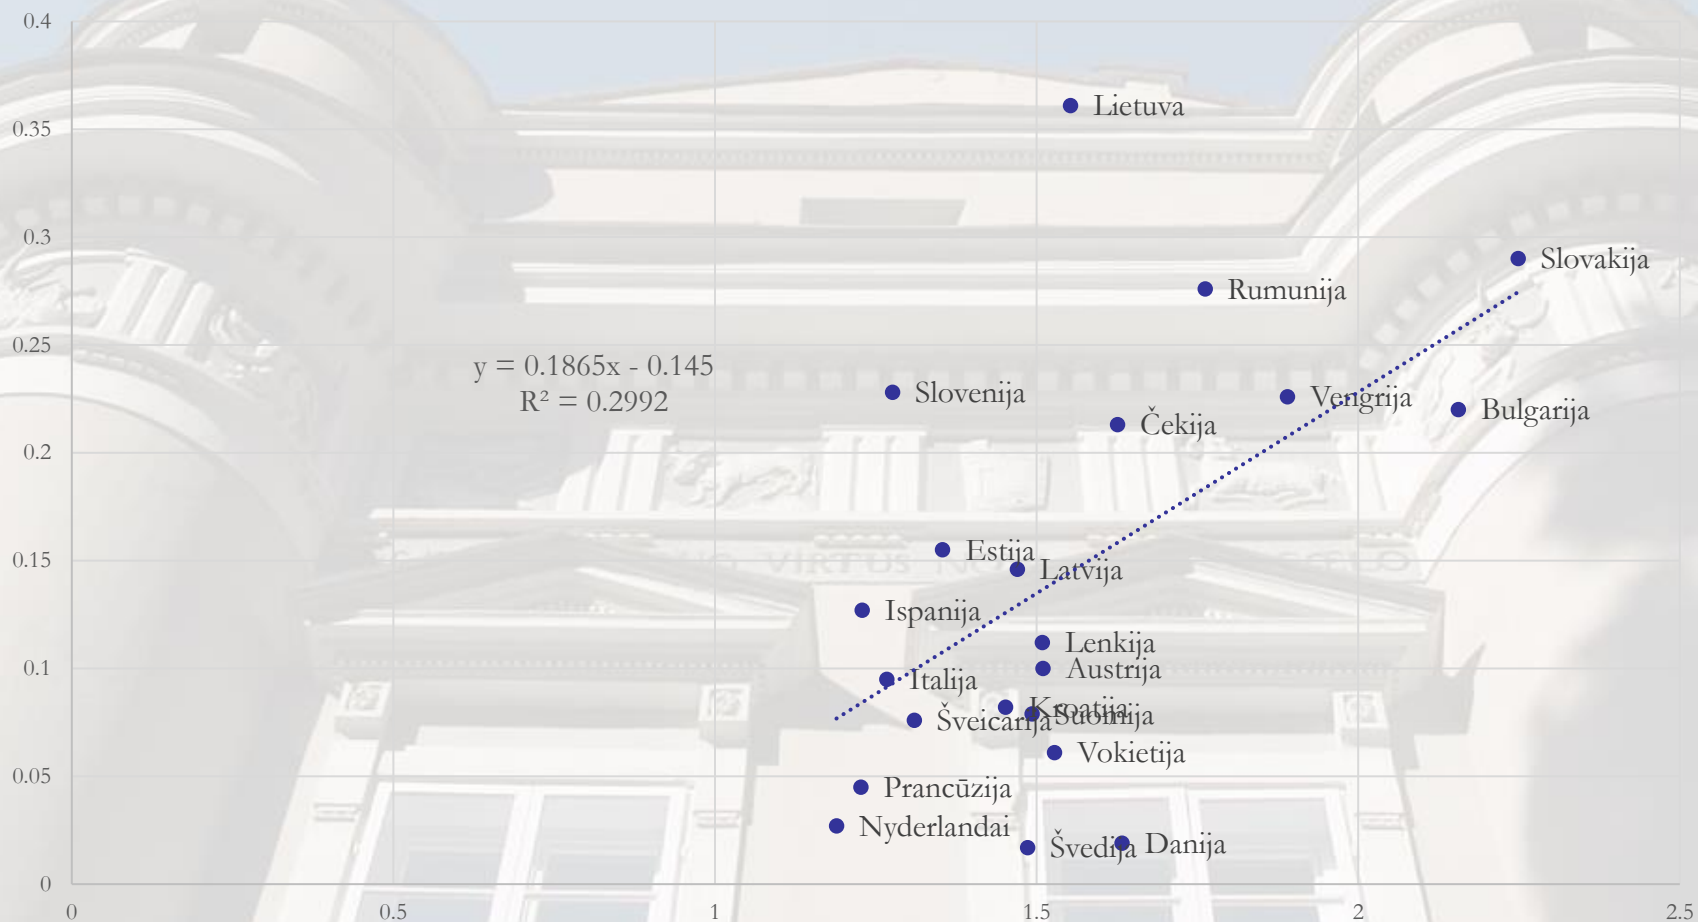 0.4
Lietuva
0.35
0.3
Slovakija
Rumunija
0.25
y = 0.1865x - 0.145
R² = 0.2992
Slovenija
Vengrija
Bulgarija
Čekija
0.2
Estija
Latvija
0.15
VIRTUS
Ispanija
Lenkija
Austrija
0.1
Italija
Kroatija
Suomija
Šveicarija
Vokietija
0.05
Prancūzija
Nyderlandai
Švedija
Danija
0
0 0.5 1 1.5 2 2.5